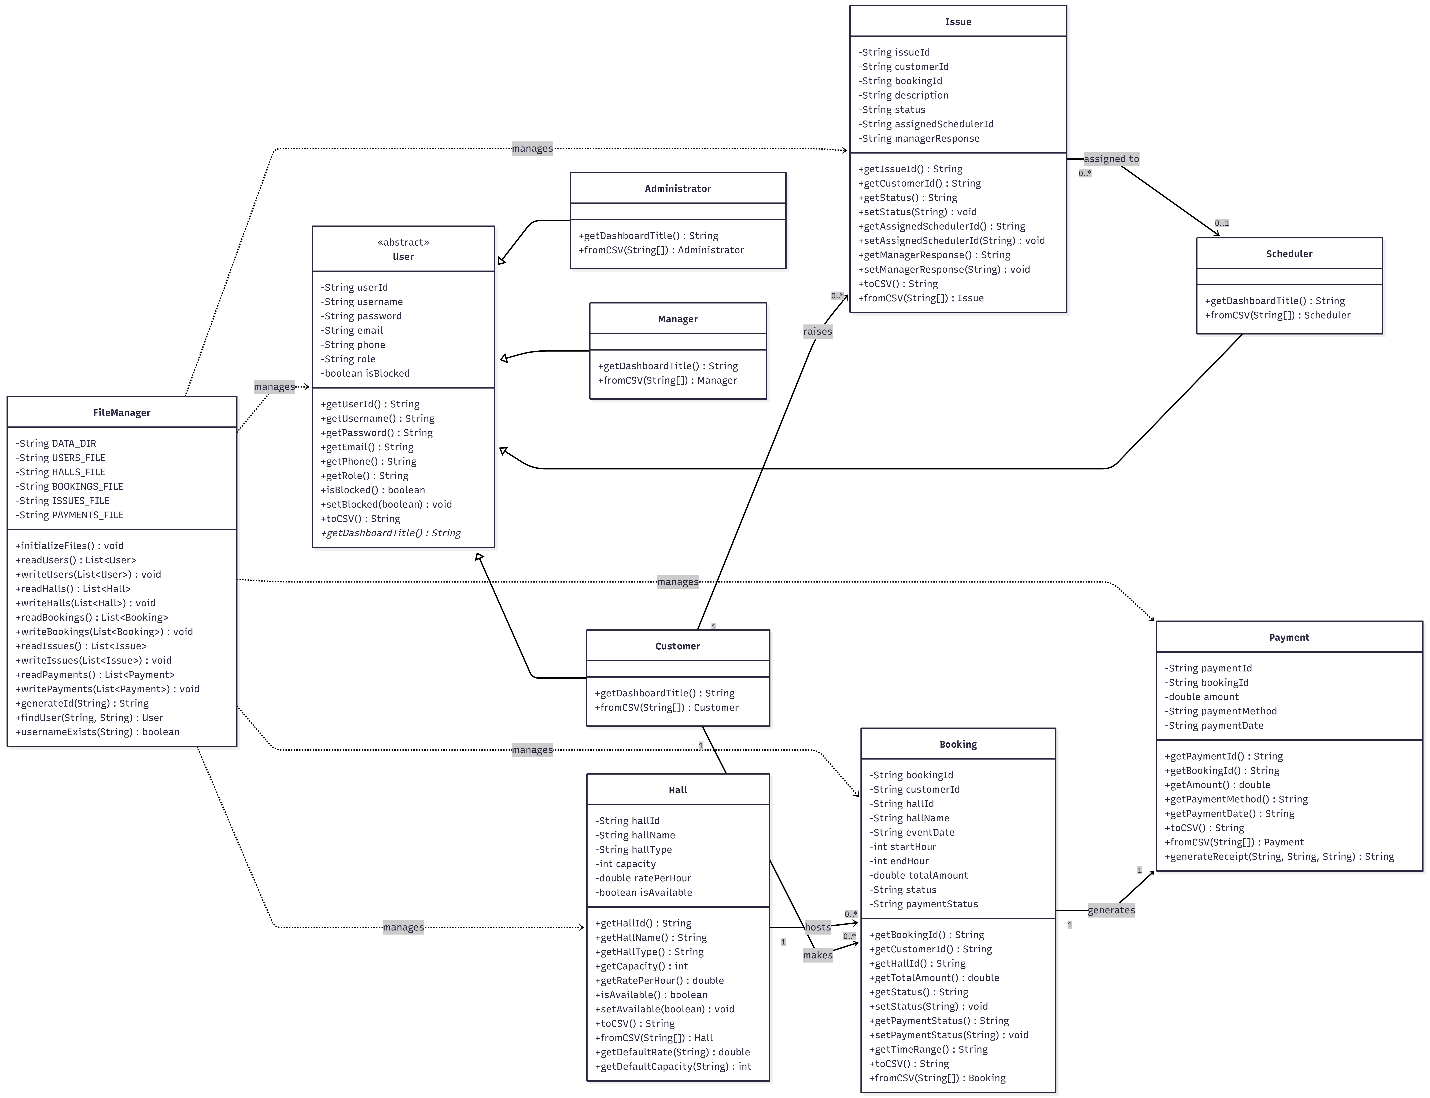 Issue
-String issueId
-String customerId
-String bookingId
-String description
-String status
-String assignedSchedulerId
-String managerResponse
+getIssueId() : String
+getCustomerId() : String
+getStatus() : String
+setStatus(String) : void
+getAssignedSchedulerId() : String
+setAssignedSchedulerId(String) : void
+getManagerResponse() : String
+setManagerResponse(String) : void
+toCSV() : String
+fromCSV(String[]) : Issue
manages
assigned to
0..*
0..1
Administrator
+getDashboardTitle() : String
+fromCSV(String[]) : Administrator
«abstract»
User
-String userId
-String username
-String password
-String email
-String phone
-String role
-boolean isBlocked
+getUserId() : String
+getUsername() : String
+getPassword() : String
+getEmail() : String
+getPhone() : String
+getRole() : String
+isBlocked() : boolean
+setBlocked(boolean) : void
+toCSV() : String
+getDashboardTitle() : String
Scheduler
+getDashboardTitle() : String
+fromCSV(String[]) : Scheduler
Manager
+getDashboardTitle() : String
+fromCSV(String[]) : Manager
0..*
raises
1
manages
FileManager
-String DATA_DIR
-String USERS_FILE
-String HALLS_FILE
-String BOOKINGS_FILE
-String ISSUES_FILE
-String PAYMENTS_FILE
+initializeFiles() : void
+readUsers() : List<User>
+writeUsers(List<User>) : void
+readHalls() : List<Hall>
+writeHalls(List<Hall>) : void
+readBookings() : List<Booking>
+writeBookings(List<Booking>) : void
+readIssues() : List<Issue>
+writeIssues(List<Issue>) : void
+readPayments() : List<Payment>
+writePayments(List<Payment>) : void
+generateId(String) : String
+findUser(String, String) : User
+usernameExists(String) : boolean
manages
Customer
+getDashboardTitle() : String
+fromCSV(String[]) : Customer
1
Payment
-String paymentId
-String bookingId
-double amount
-String paymentMethod
-String paymentDate
+getPaymentId() : String
+getBookingId() : String
+getAmount() : double
+getPaymentMethod() : String
+getPaymentDate() : String
+toCSV() : String
+fromCSV(String[]) : Payment
+generateReceipt(String, String, String) : String
manages
Hall
-String hallId
-String hallName
-String hallType
-int capacity
-double ratePerHour
-boolean isAvailable
+getHallId() : String
+getHallName() : String
+getHallType() : String
+getCapacity() : int
+getRatePerHour() : double
+isAvailable() : boolean
+setAvailable(boolean) : void
+toCSV() : String
+fromCSV(String[]) : Hall
+getDefaultRate(String) : double
+getDefaultCapacity(String) : int
Booking
-String bookingId
-String customerId
-String hallId
-String hallName
-String eventDate
-int startHour
-int endHour
-double totalAmount
-String status
-String paymentStatus
+getBookingId() : String
+getCustomerId() : String
+getHallId() : String
+getTotalAmount() : double
+getStatus() : String
+setStatus(String) : void
+getPaymentStatus() : String
+setPaymentStatus(String) : void
+getTimeRange() : String
+toCSV() : String
+fromCSV(String[]) : Booking
manages
0..*
hosts
1
0..*
makes
1
generates
1